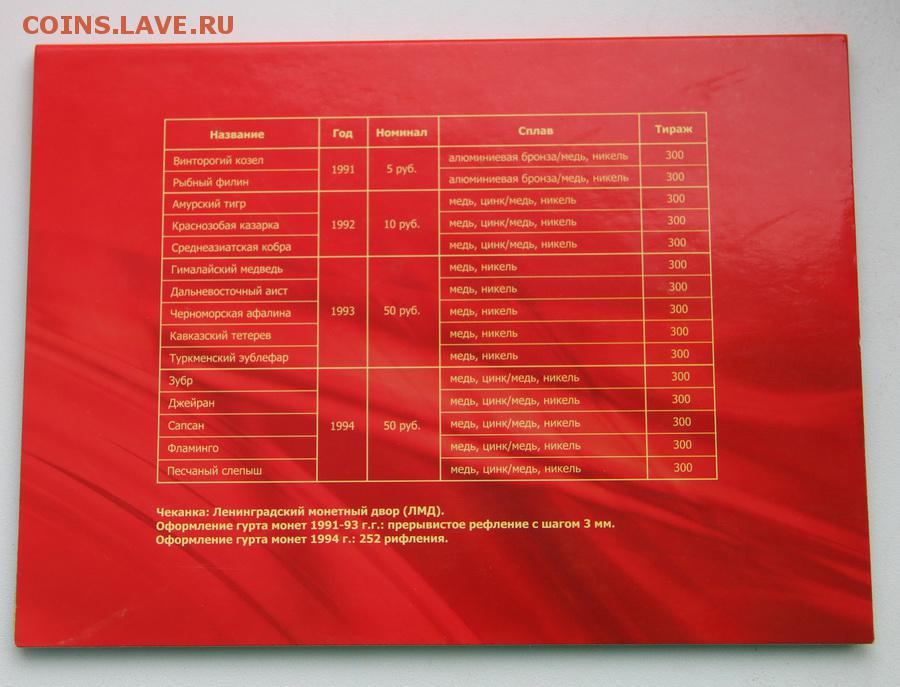 COINS.LAVE.RU
Название Год Номинал Сплав Тираж
Винторогий козел 1991 5 руб. алюминиевая бронза/медь, никель 300
Рыбный филин алюминиевая бронза/медь, никель 300
Амурский тигр 1992 10 руб. медь, цинк/медь, никель 300
Краснозобая казарка медь, цинк/медь, никель 300
Среднеазиатская кобра медь, цинк/медь, никель 300
Гималайский медведь 1993 50 руб. медь, никель 300
Дальневосточный аист медь, никель 300
Черноморская афалина медь, никель 300
Кавказский тетерев медь, никель 300
Туркменский эублефар медь, никель 300
Зубр 1994 50 руб. медь, цинк/медь, никель 300
Джейран медь, цинк/медь, никель 300
Сапсан медь, цинк/медь, никель 300
Фламинго медь, цинк/медь, никель 300
Песчаный слепыш медь, цинк/медь, никель 300
Чеканка: Ленинградский монетный двор (ЛМД).
Оформление гурта монет 1991-93 г.г.: прерывистое рефление с шагом 3 мм.
Оформление гурта монет 1994 г.: 252 рифления.